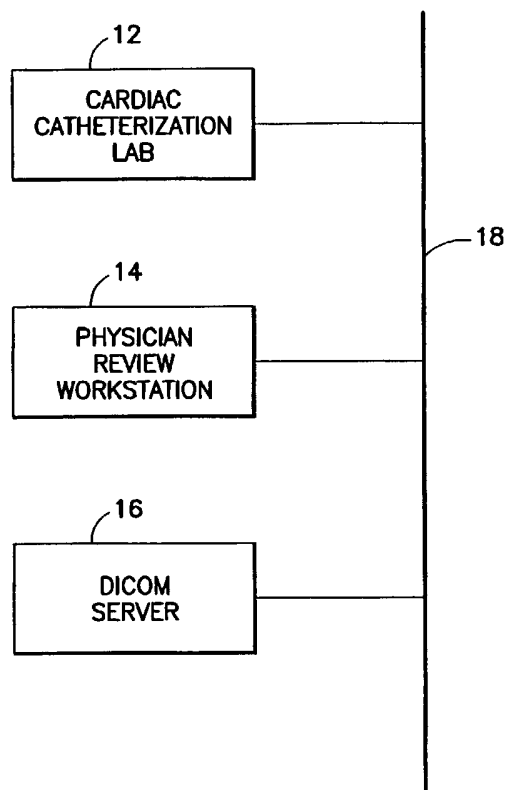 12
CARDIAC
CATHETERIZATION
LAB
18
14
PHYSICIAN
REVIEW
WORKSTATION
16
DICOM
SERVER